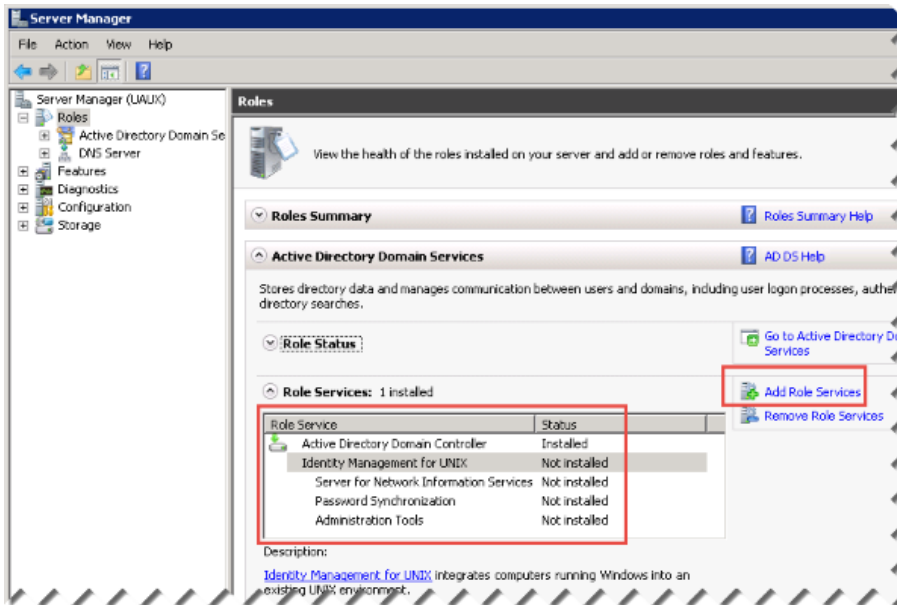 Server Manager
File Action View Help
Server Manager (UAUX)
Roles
Active Directory Domain Se
DNS Server
Features
Diagnostics
Configuration
Storage
Roles
View the health of the roles installed on your server and add or remove roles and features.
Roles Summary
Roles Summary Help
Active Directory Domain Services
AD DS Help
Stores directory data and manages communication between users and domains, including user logon processes, authe
directory searches.
Role Status
Go to Active Directory D
Services
Role Services: 1 installed
Add Role Services
Remove Role Services
Role Service Status
Active Directory Domain Controller Installed
Identity Management for UNIX Not installed
Server for Network Information Services Not installed
Password Synchronization Not installed
Administration Tools Not installed
Description:
Identity Management for UNIX integrates computers running Windows into an
existing UNIX environment.